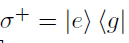 σ⁺ = |e⟩ ⟨g|